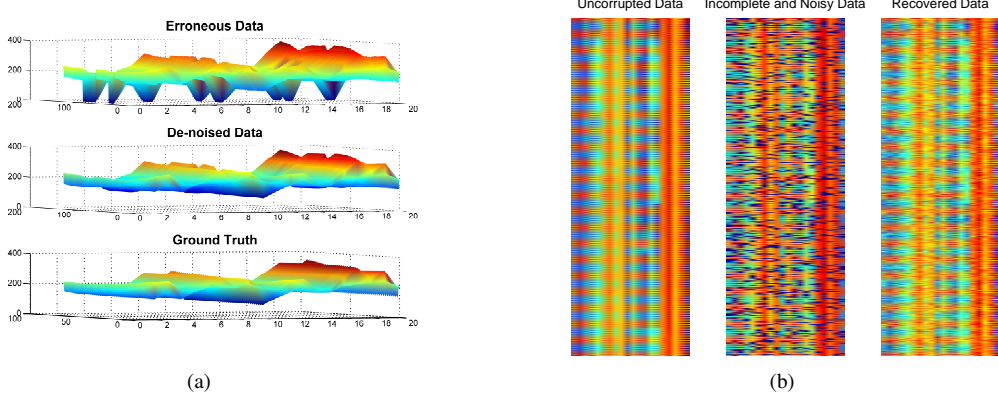 Erroneous Data
400
200
0
200
100 0 0 2 4 6 8 10 12 14 16 18 20
De-noised Data
400
200
0
200
100 0 0 2 4 6 8 10 12 14 16 18 20
Ground Truth
400
200
0
100
50 0 0 2 4 6 8 10 12 14 16 18 20
(a)
Uncorrupted Data Incomplete and Noisy Data Recovered Data
(b)